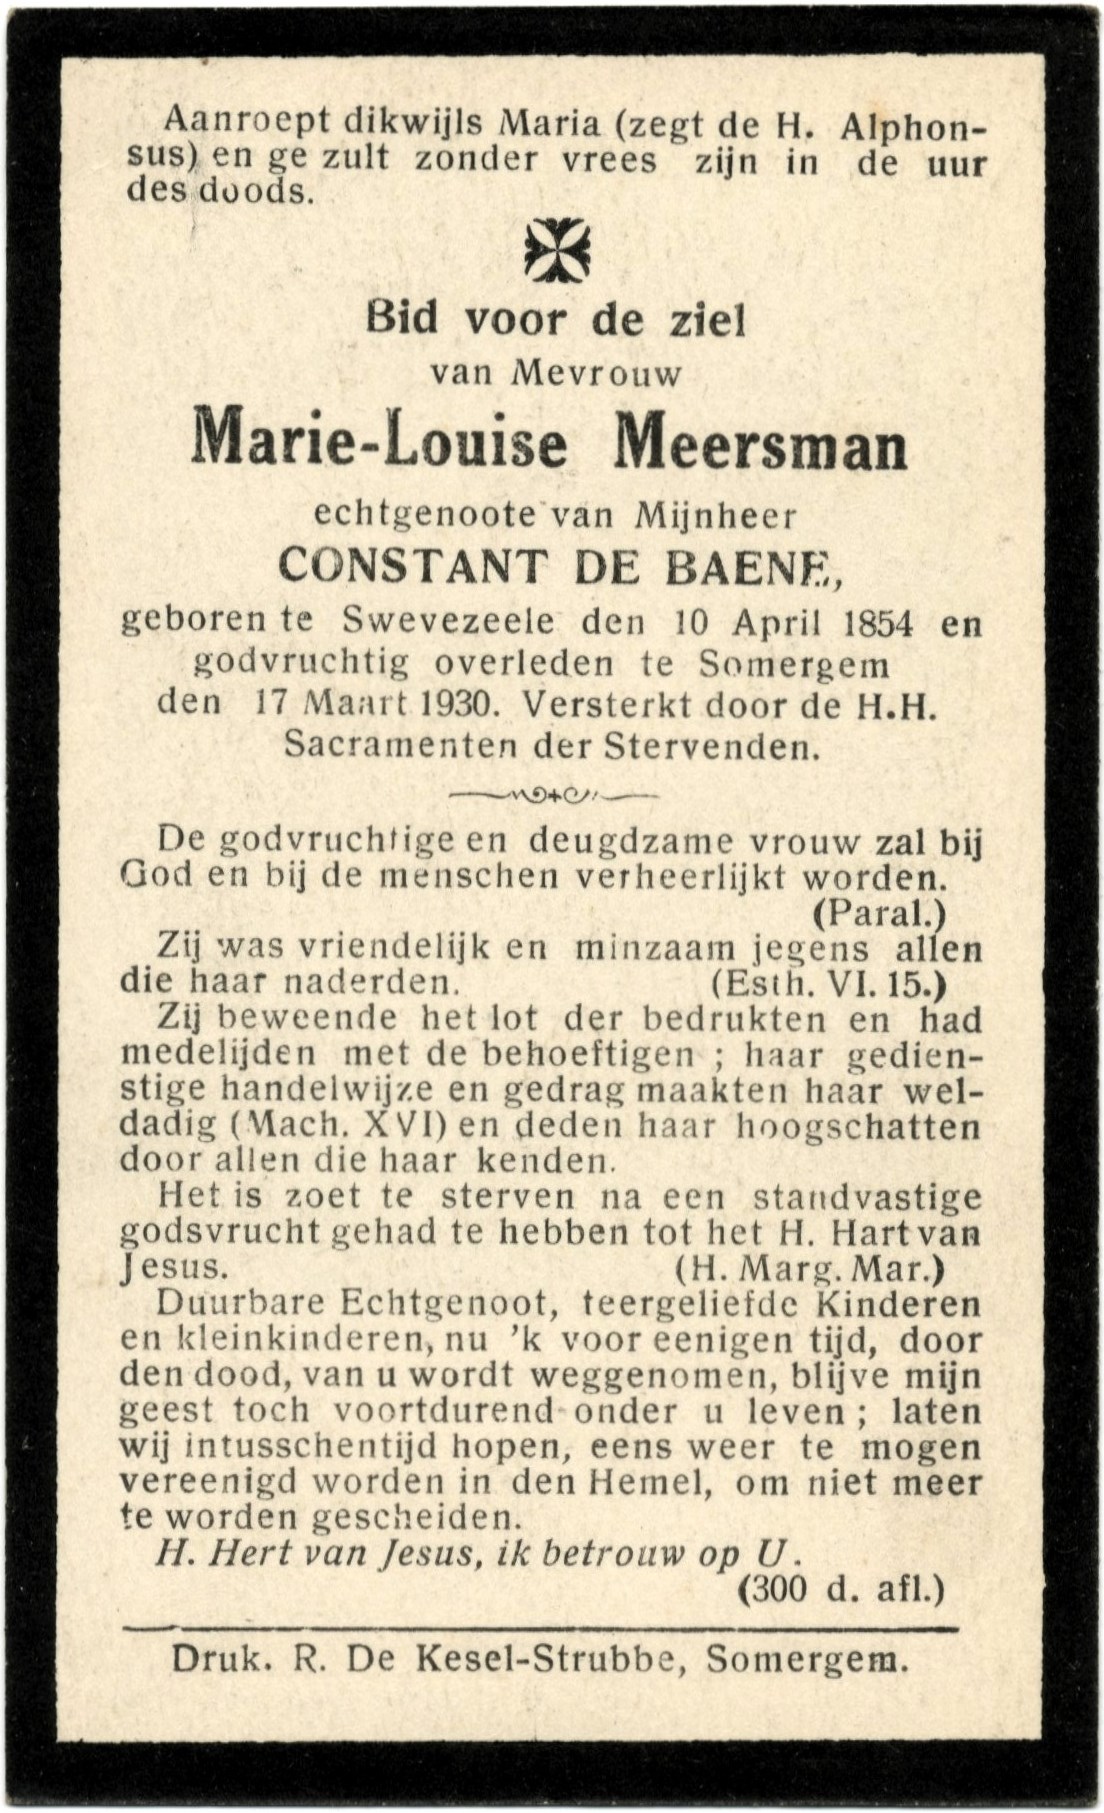 Aanroept dikwijls Maria (zegt de H. Alphon-
sus) en ge zult zonder vrees zijn in de uur
des doods.
Bid voor de ziel
van Mevrouw
Marie-Louise Meersman
echtgenoote van Mijnheer
CONSTANT DE BAENE,
geboren te Swevezeele den 10 April 1854 en
godvruchtig overleden te Somergem
den 17 Maart 1930. Versterkt door de H.H.
Sacramenten der Stervenden.
De godvruchtige en deugdzame vrouw zal bij
God en bij de menschen verheerlijkt worden.
(Paral.)
Zij was vriendelijk en minzaam jegens allen
die haar naderden. (Esth. VI. 15.)
Zij beweende het lot der bedrukten en had
medelijden met de behoeftigen ; haar gedien-
stige handelwijze en gedrag maakten haar wel-
dadig (Mach. XVI) en deden haar hoogschatten
door allen die haar kenden.
Het is zoet te sterven na een standvastige
godsvrucht gehad te hebben tot het H. Hart van
Jesus. (H. Marg. Mar.)
Duurbare Echtgenoot, teergeliefde Kinderen
en kleinkinderen, nu 'k voor eenigen tijd, door
den dood, van u wordt weggenomen, blijve mijn
geest toch voortdurend onder u leven ; laten
wij intusschentijd hopen, eens weer te mogen
vereenigd worden in den Hemel, om niet meer
te worden gescheiden.
H. Hert van Jesus, ik betrouw op U.
(300 d. afl.)
Druk. R. De Kesel-Strubbe, Somergem.